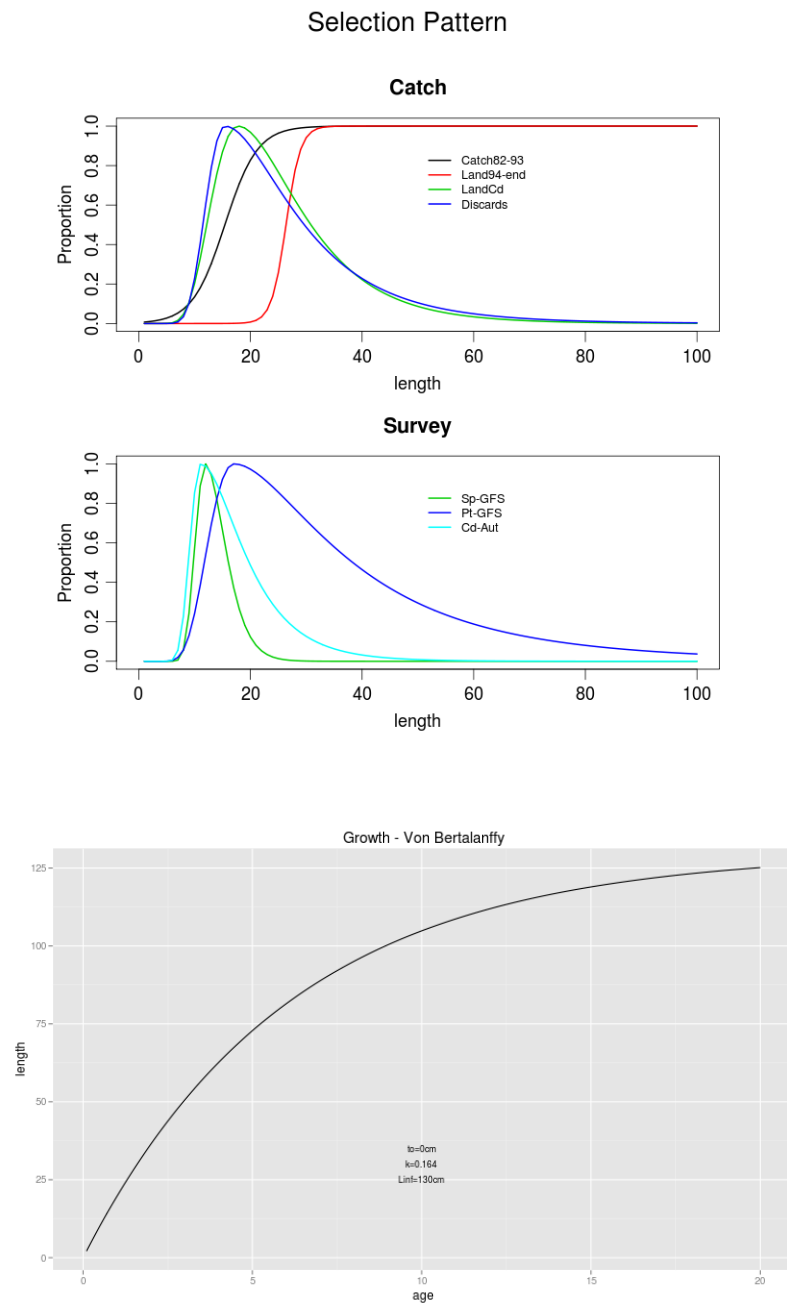 Selection Pattern
Catch
Proportion
0.0 0.2 0.4 0.6 0.8 1.0
Catch82-93
Land94-end
LandCd
Discards
0 20 40 60 80 100
length
Survey
Proportion
0.0 0.2 0.4 0.6 0.8 1.0
Sp-GFS
Pt-GFS
Cd-Aut
0 20 40 60 80 100
length
Growth - Von Bertalanffy
length
125
100
75
50
25
0
to=0cm
k=0.164
Linf=130cm
0 5 10 15 20
age